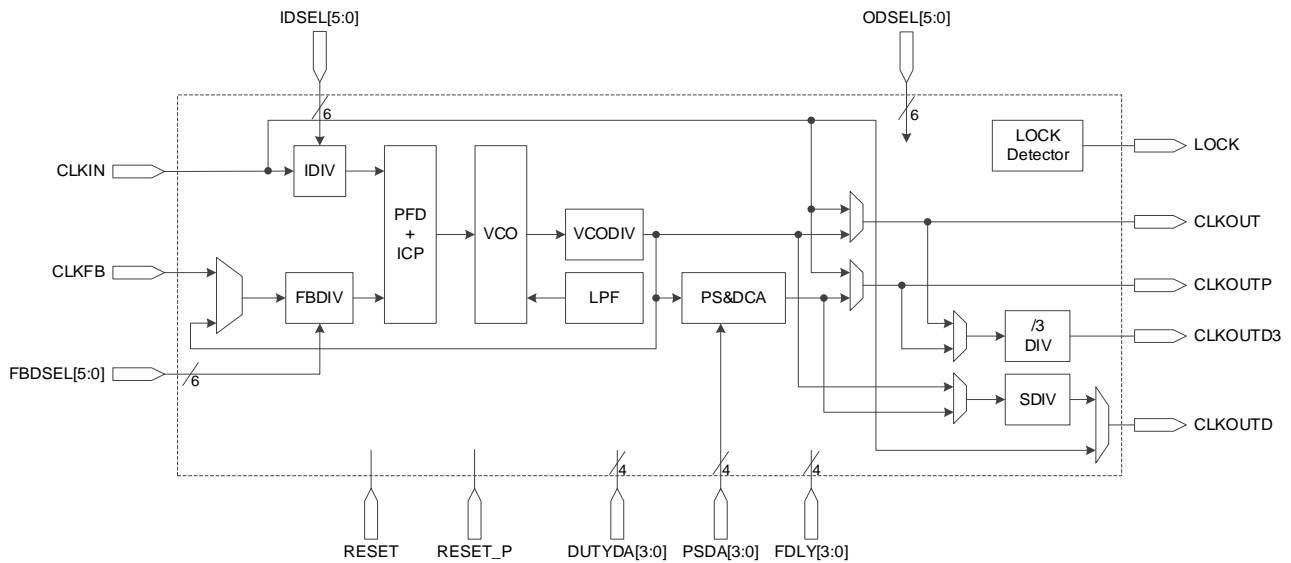 IDSEL[5:0]
ODSEL[5:0]
6
6
LOCK
Detector
LOCK
CLKIN
IDIV
PFD
+
ICP
VCO
VCODIV
CLKOUT
CLKFB
FBDIV
LPF
PS&DCA
CLKOUTP
/3
DIV
CLKOUTD3
FBDSEL[5:0]
6
SDIV
CLKOUTD
4
4
4
RESET
RESET_P
DUTYDA[3:0]
PSDA[3:0]
FDLY[3:0]